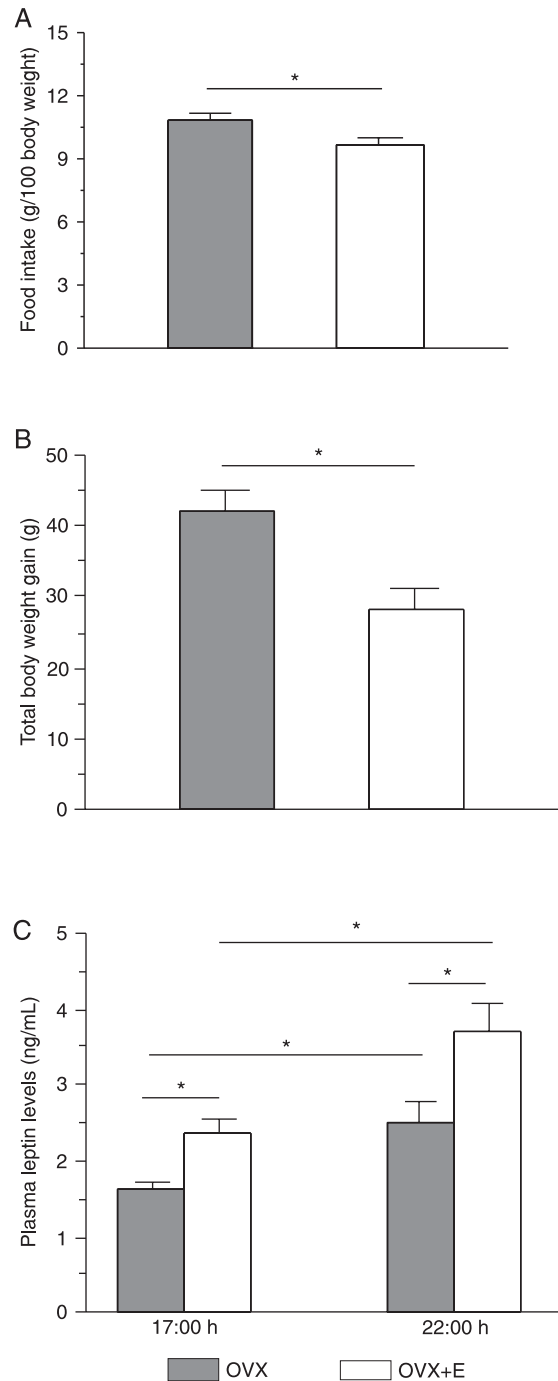 A
Food intake (g/100 body weight)
15
12
9
6
3
0
*
B
Total body weight gain (g)
50
40
30
20
10
0
*
C
Plasma leptin levels (ng/mL)
5
4
3
2
1
0
*
*
*
*
17:00 h
22:00 h
OVX
OVX+E